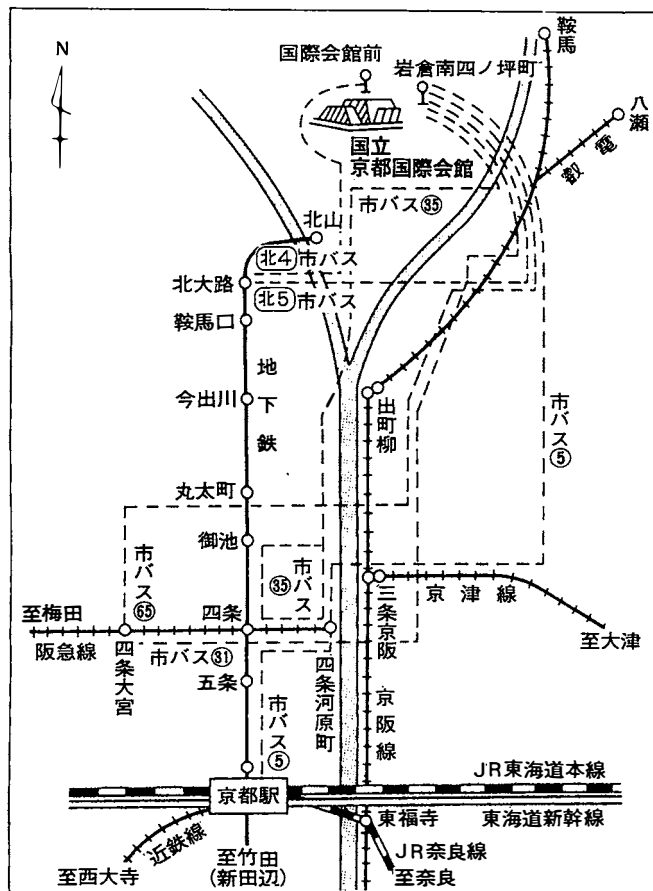 鞍馬
国際会館前
岩倉南四ノ坪町
N
八瀬
叡電
国立
京都国際会館
市バス㉟
北山
北4市バス
北大路
北5市バス
鞍馬口
地下鉄
今出川
出町柳
市バス⑤
丸太町
御池
市バス㉟
市バス65
三条京阪
京津線
至梅田
四条
至大津
阪急線
市バス㉛
四条大宮
五条
四条河原町
市バス⑤
京阪線
JR東海道本線
京都駅
東福寺
東海道新幹線
近鉄線
JR奈良線
至西大寺
至竹田
(新田辺)
至奈良